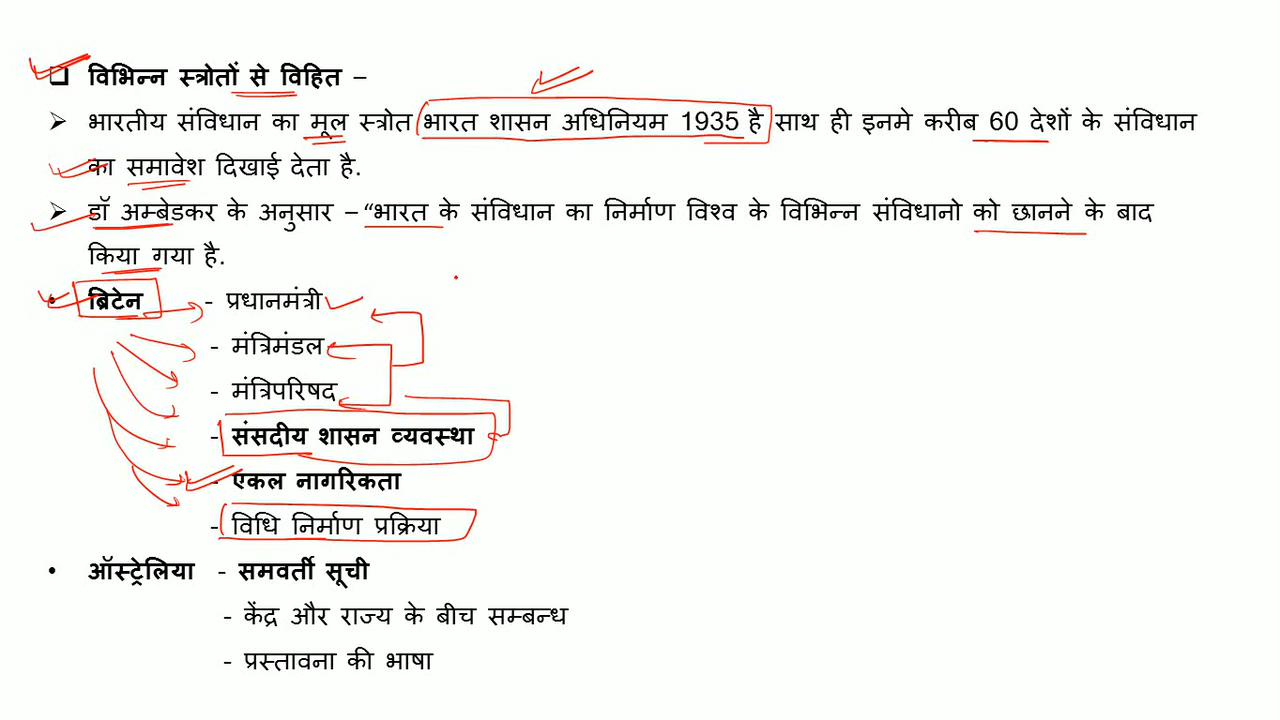 ❑ विभिन्न स्त्रोतों से विहित –
➢ भारतीय संविधान का मूल स्त्रोत भारत शासन अधिनियम 1935 है साथ ही इनमे करीब 60 देशों के संविधान
का समावेश दिखाई देता है.
➢ डॉ अम्बेडकर के अनुसार – “भारत के संविधान का निर्माण विश्व के विभिन्न संविधानो को छानने के बाद
किया गया है.
• ब्रिटेन - प्रधानमंत्री
- मंत्रिमंडल
- मंत्रिपरिषद
- संसदीय शासन व्यवस्था
- एकल नागरिकता
- विधि निर्माण प्रक्रिया
• ऑस्ट्रेलिया - समवर्ती सूची
- केंद्र और राज्य के बीच सम्बन्ध
- प्रस्तावना की भाषा